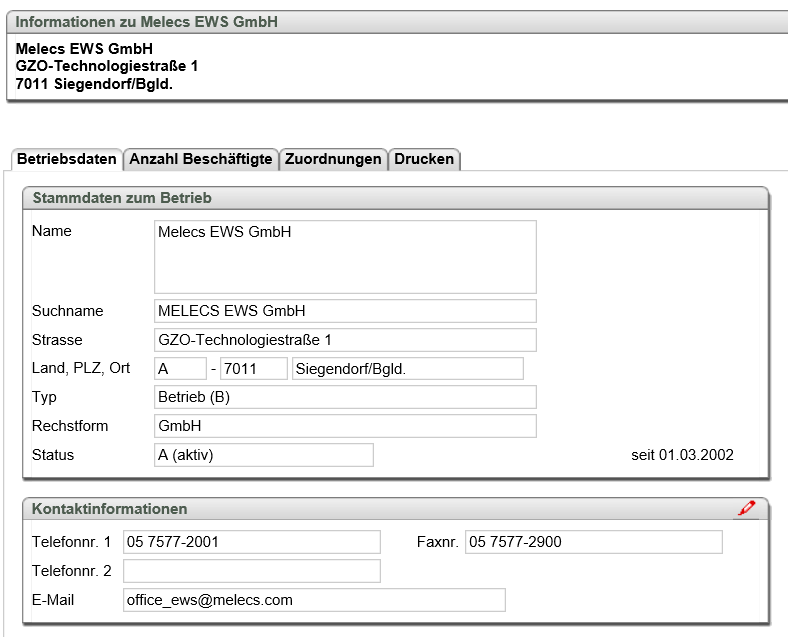 Informationen zu Melecs EWS GmbH
Melecs EWS GmbH
GZO-Technologiestraße 1
7011 Siegendorf/Bgld.
Betriebsdaten Anzahl Beschäftigte Zuordnungen Drucken
Stammdaten zum Betrieb
Name Melecs EWS GmbH
Suchname MELECS EWS GmbH
Strasse GZO-Technologiestraße 1
Land, PLZ, Ort A - 7011 Siegendorf/Bgld.
Typ Betrieb (B)
Rechstform GmbH
Status A (aktiv) seit 01.03.2002
Kontaktinformationen
Telefonnr. 1 05 7577-2001 Faxnr. 05 7577-2900
Telefonnr. 2
E-Mail office_ews@melecs.com